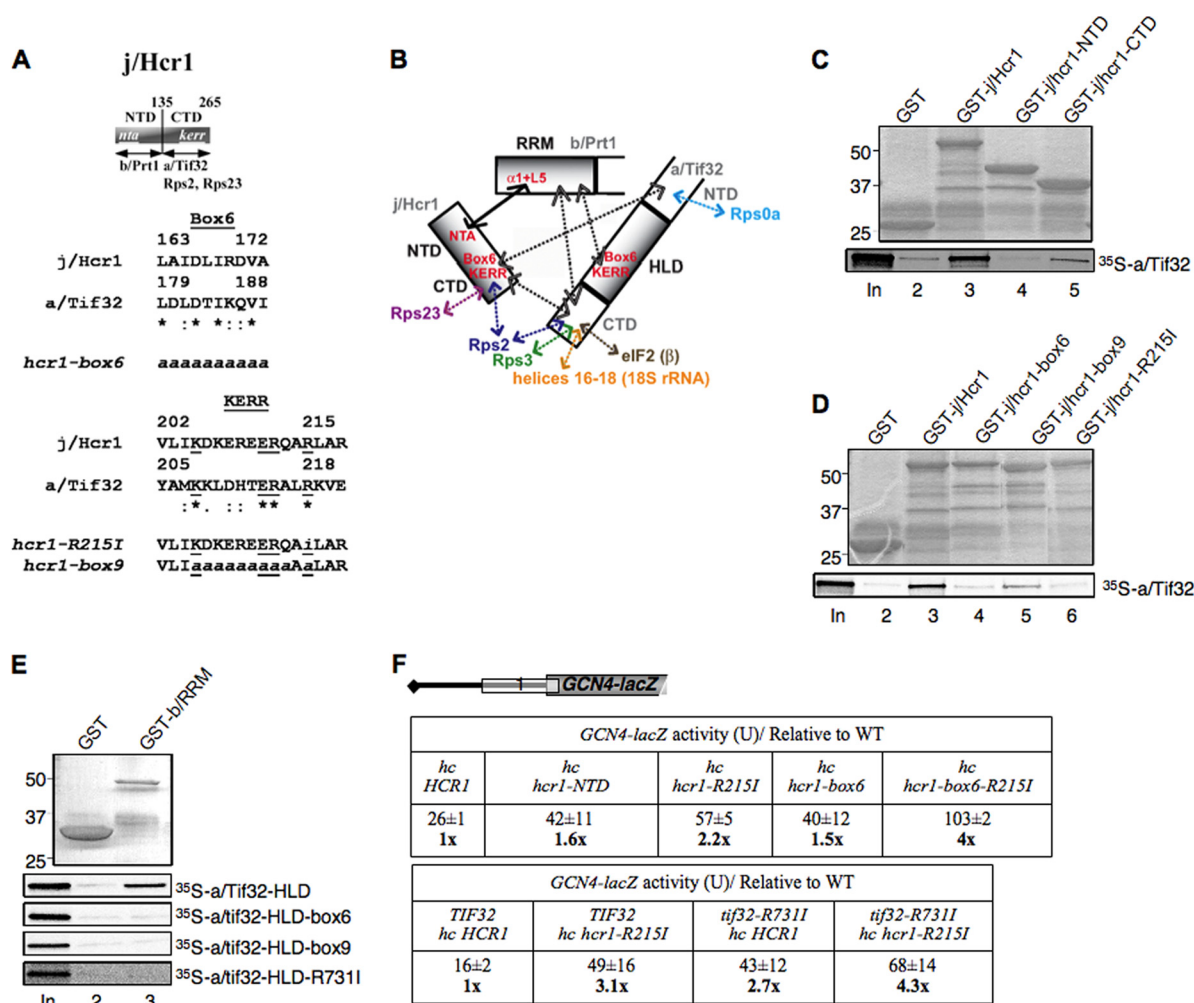 A
j/Hcr1
135 265
NTD CTD
nta kerr
b/Prt1 a/Tif32
Rps2, Rps23
Box6
163 172
j/Hcr1 LAIDLIRDVA
179 188
a/Tif32 LDLDTIKQVI
* :* *::*
hcr1-box6 aaaaaaaaaa
KERR
202 215
j/Hcr1 VLIKDKEREERQARLAR
205 218
a/Tif32 YAMKKLDHTERALRKVE
:*. :: ** *
hcr1-R215I VLIKDKEREERQAiLAR
hcr1-box9 VLIaaaaaaaaAaLAR
B
RRM b/Prt1
α1+L5
a/Tif32
NTD
Rps0a
j/Hcr1
NTD
NTA
Box6
KERR
CTD
Box6
KERR
HLD
Rps23
CTD
Rps2
Rps3
eIF2 (β)
helices 16-18 (18S rRNA)
C
GST
GST-j/Hcr1
GST-j/hcr1-NTD
GST-j/hcr1-CTD
50
37
25
35S-a/Tif32
In 2 3 4 5
D
GST
GST-j/Hcr1
GST-j/hcr1-box6
GST-j/hcr1-box9
GST-j/hcr1-R215I
50
37
25
35S-a/Tif32
In 2 3 4 5 6
E
GST
GST-b/RRM
50
37
25
35S-a/Tif32-HLD
35S-a/tif32-HLD-box6
35S-a/tif32-HLD-box9
35S-a/tif32-HLD-R731I
In 2 3
F
1 GCN4-lacZ
GCN4-lacZ activity (U)/ Relative to WT
hc HCR1 hc hcr1-NTD hc hcr1-R215I hc hcr1-box6 hc hcr1-box6-R215I
26±1 42±11 57±5 40±12 103±2
1x 1.6x 2.2x 1.5x 4x
GCN4-lacZ activity (U)/ Relative to WT
TIF32 TIF32 tif32-R731I tif32-R731I
hc HCR1 hc hcr1-R215I hc HCR1 hc hcr1-R215I
16±2 49±16 43±12 68±14
1x 3.1x 2.7x 4.3x